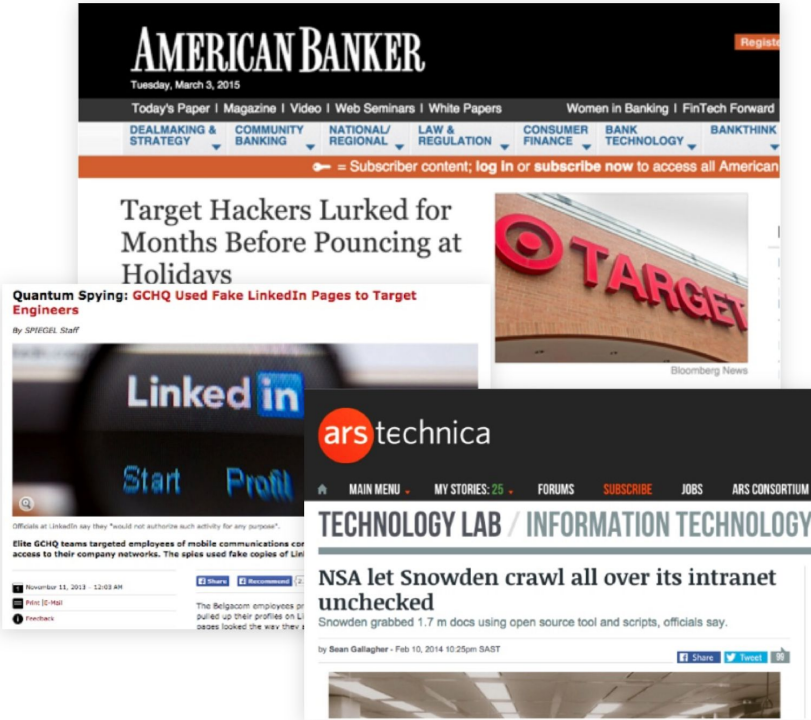 AMERICAN BANKER
Registe
Tuesday, March 3, 2015
Today's Paper | Magazine | Video | Web Seminars | White Papers
Women in Banking | FinTech Forward
DEALMAKING & STRATEGY
COMMUNITY BANKING
NATIONAL/ REGIONAL
LAW & REGULATION
CONSUMER FINANCE
BANK TECHNOLOGY
BANKTHINK
= Subscriber content; log in or subscribe now to access all American
Target Hackers Lurked for
Months Before Pouncing at
Holidays
TARGET
Bloomberg News
Quantum Spying: GCHQ Used Fake LinkedIn Pages to Target
Engineers
By SPIEGEL Staff
Linked in
Start Profil
Officials at LinkedIn say they "would not authorize such activity for any purpose".
Elite GCHQ teams targeted employees of mobile communications
access to their company networks. The spies used fake copies of
November 11, 2013 – 12:03 AM
Print | E-Mail
Feedback
Share
Recommend
The Belgacom employees
pulled up their profiles on
pages looked the way they
ars technica
MAIN MENU
MY STORIES: 25
FORUMS
SUBSCRIBE
JOBS
ARS CONSORTIUM
TECHNOLOGY LAB / INFORMATION TECHNOLOGY
NSA let Snowden crawl all over its intranet
unchecked
Snowden grabbed 1.7 m docs using open source tool and scripts, officials say.
by Sean Gallagher - Feb 10, 2014 10:25pm SAST
Share
Tweet